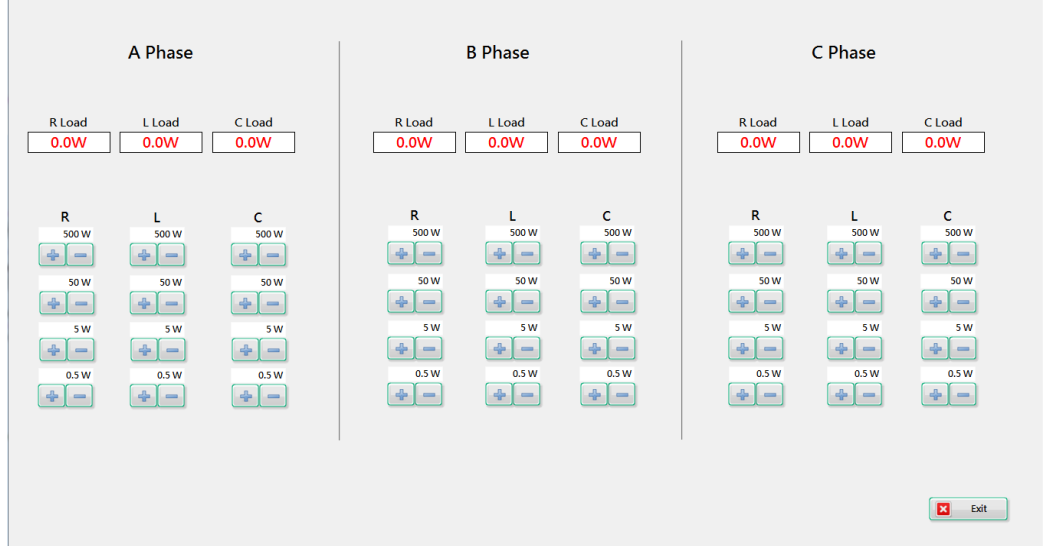 A Phase B Phase C Phase
R Load L Load C Load R Load L Load C Load R Load L Load C Load
0.0W 0.0W 0.0W 0.0W 0.0W 0.0W 0.0W 0.0W 0.0W
R L C R L C R L C
500 W 500 W 500 W 500 W 500 W 500 W 500 W 500 W 500 W
50 W 50 W 50 W 50 W 50 W 50 W 50 W 50 W 50 W
5 W 5 W 5 W 5 W 5 W 5 W 5 W 5 W 5 W
0.5 W 0.5 W 0.5 W 0.5 W 0.5 W 0.5 W 0.5 W 0.5 W 0.5 W
Exit